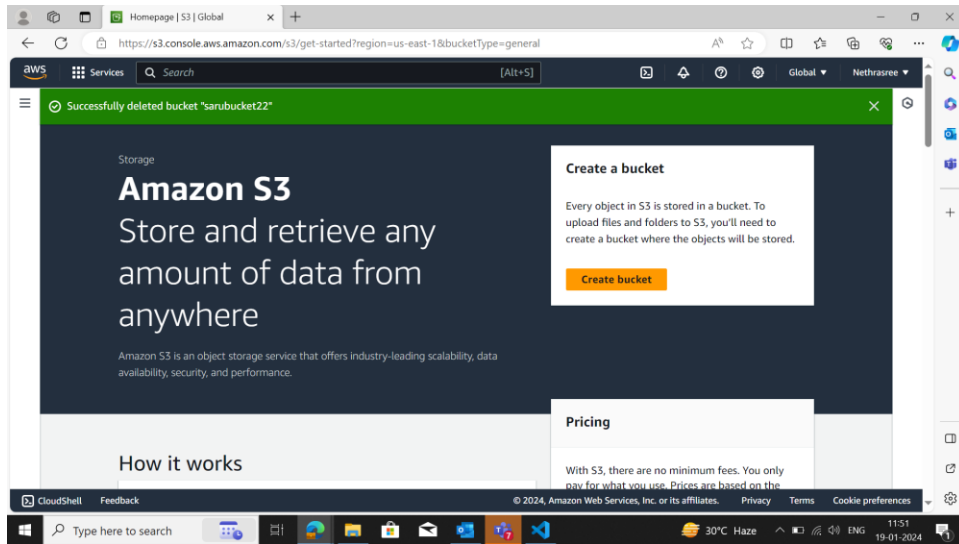 Homepage | S3 | Global
https://s3.console.aws.amazon.com/s3/get-started?region=us-east-1&bucketType=general
aws
Services
Search
[Alt+S]
Global
Nethrasree
Successfully deleted bucket "sarubucket22"
Storage
Amazon S3
Store and retrieve any
amount of data from
anywhere
Amazon S3 is an object storage service that offers industry-leading scalability, data
availability, security, and performance.
Create a bucket
Every object in S3 is stored in a bucket. To
upload files and folders to S3, you'll need to
create a bucket where the objects will be stored.
Create bucket
Pricing
With S3, there are no minimum fees. You only
pay for what you use. Prices are based on the
How it works
CloudShell
Feedback
© 2024, Amazon Web Services, Inc. or its affiliates.
Privacy
Terms
Cookie preferences
Type here to search
30°C Haze
ENG
11:51
19-01-2024